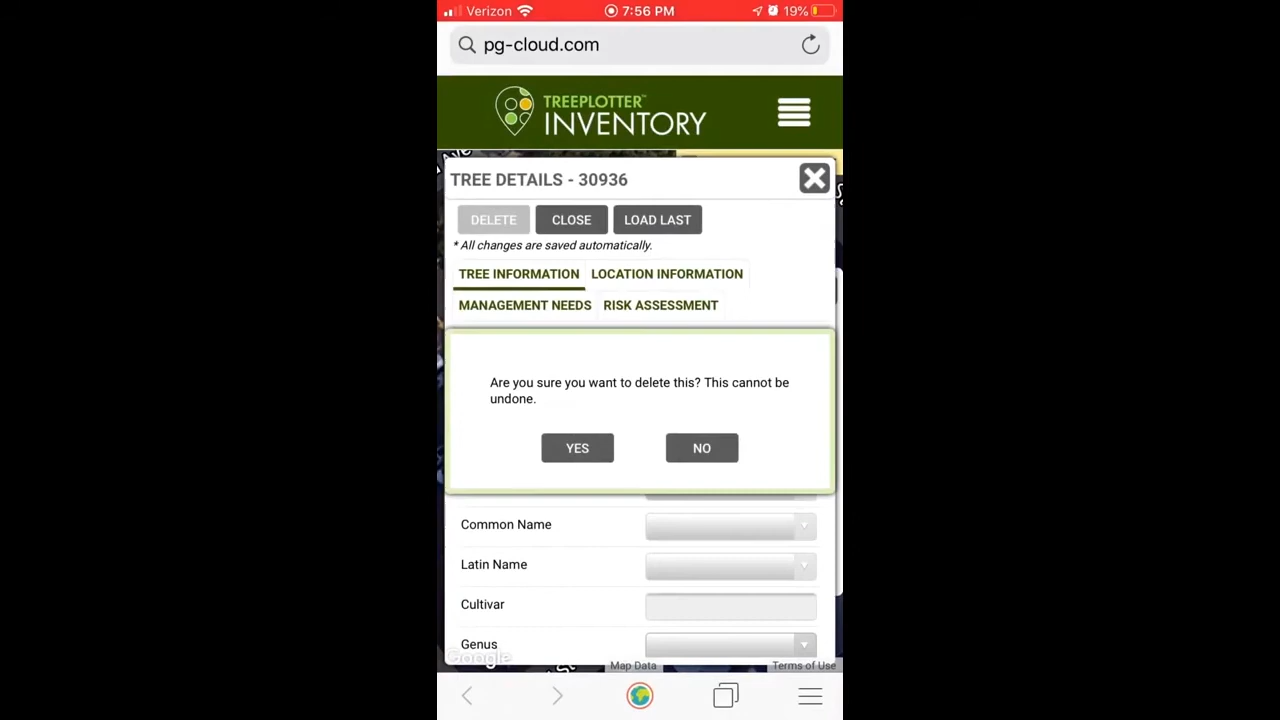 Verizon 7:56 PM 19%
pg-cloud.com
TREEPLOTTER™
INVENTORY
Ave
TREE DETAILS - 30936
DELETE CLOSE LOAD LAST
* All changes are saved automatically.
TREE INFORMATION LOCATION INFORMATION
MANAGEMENT NEEDS RISK ASSESSMENT
Are you sure you want to delete this? This cannot be
undone.
YES NO
Common Name
Latin Name
Cultivar
Genus
Google
Map Data Terms of Use